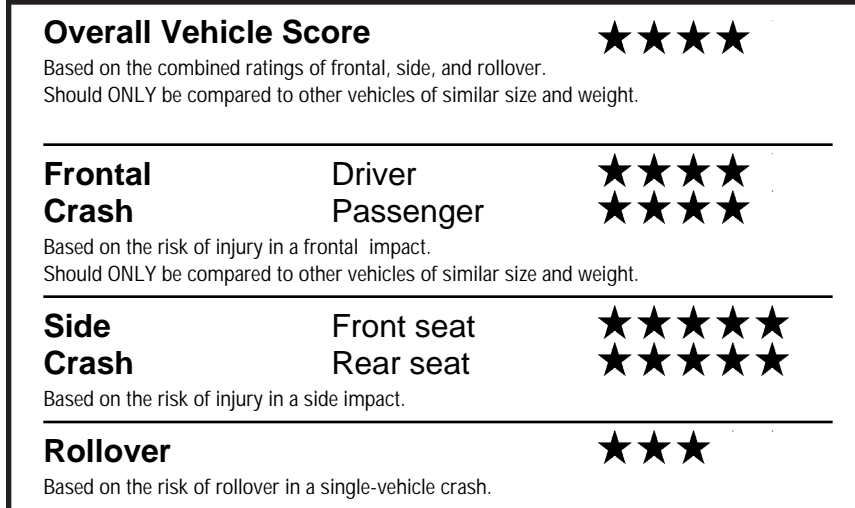 Overall Vehicle Score ★★★★
Based on the combined ratings of frontal, side, and rollover.
Should ONLY be compared to other vehicles of similar size and weight.
Frontal Driver ★★★★
Crash Passenger ★★★★
Based on the risk of injury in a frontal impact.
Should ONLY be compared to other vehicles of similar size and weight.
Side Front seat ★★★★★
Crash Rear seat ★★★★★
Based on the risk of injury in a side impact.
Rollover ★★★
Based on the risk of rollover in a single-vehicle crash.